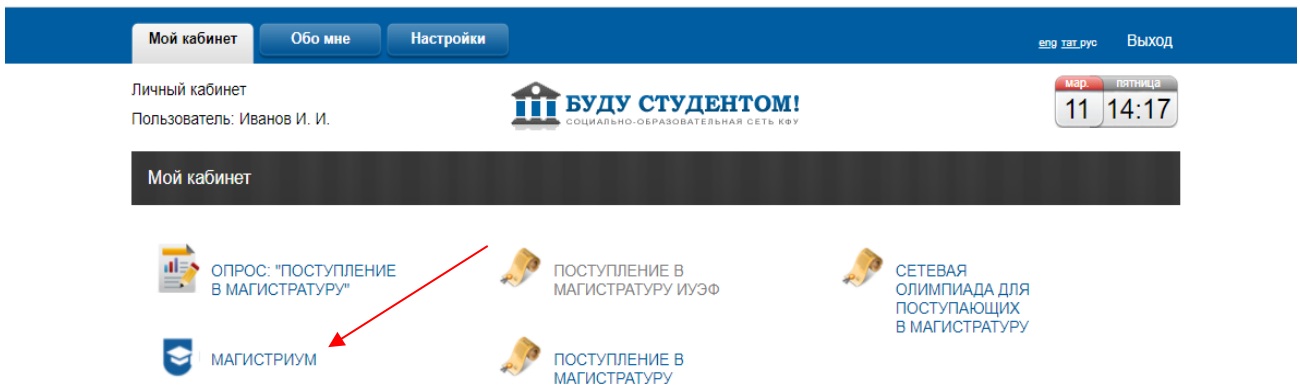 Мой кабинет Обо мне Настройки eng тат рус Выход
Личный кабинет
Пользователь: Иванов И. И.
БУДУ СТУДЕНТОМ!
СОЦИАЛЬНО-ОБРАЗОВАТЕЛЬНАЯ СЕТЬ КФУ
мар. пятница
11 14:17
Мой кабинет
ОПРОС: "ПОСТУПЛЕНИЕ
В МАГИСТРАТУРУ"
ПОСТУПЛЕНИЕ В
МАГИСТРАТУРУ ИУЭФ
СЕТЕВАЯ
ОЛИМПИАДА ДЛЯ
ПОСТУПАЮЩИХ
В МАГИСТРАТУРУ
МАГИСТРИУМ
ПОСТУПЛЕНИЕ В
МАГИСТРАТУРУ